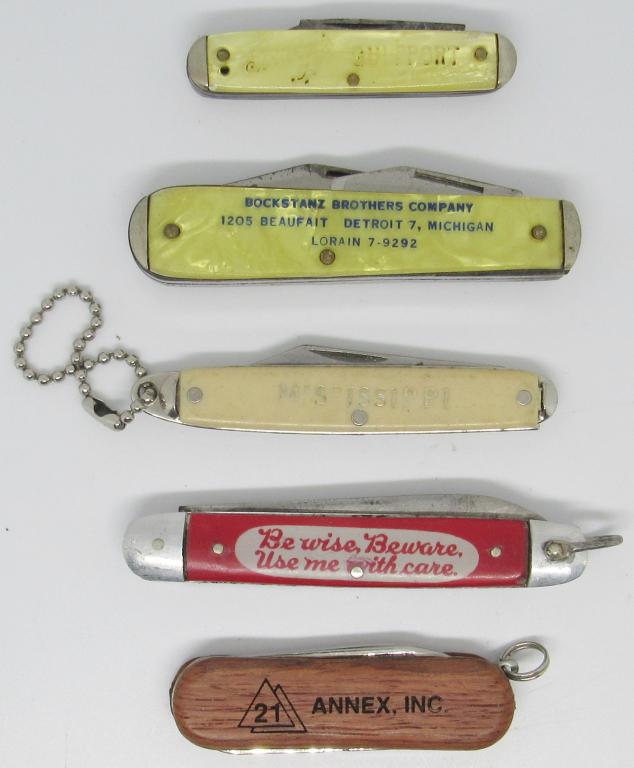 GULFPORT
BOCKSTANZ BROTHERS COMPANY
1205 BEAUFAIT DETROIT 7, MICHIGAN
LORAIN 7-9292
MISSISSIPPI
Be wise, Beware,
Use me with care.
21 ANNEX, INC.